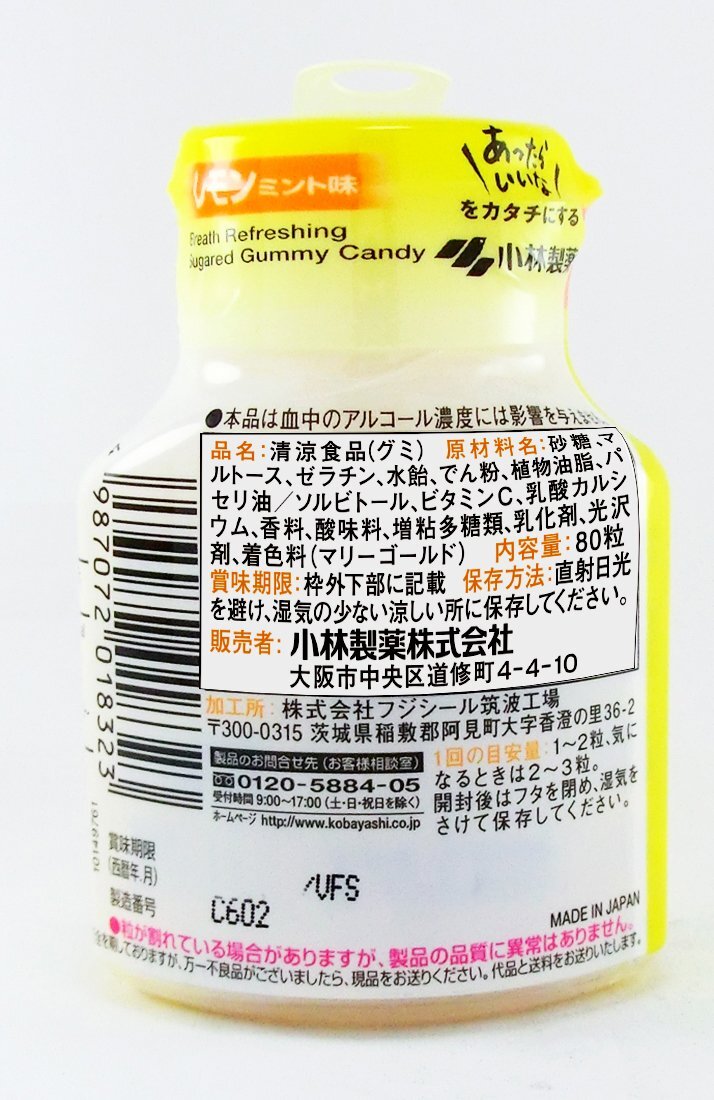 レモンミント味
Breath Refreshing
Sugared Gummy Candy
あったら
いいな
をカタチにする
小林製薬
●本品は血中のアルコール濃度には影響を与えませ
品名:清涼食品(グミ) 原材料名:砂糖、マ
ルトース、ゼラチン、水飴、でん粉、植物油脂、パ
セリ油/ソルビトール、ビタミンC、乳酸カルシ
ウム、香料、酸味料、増粘多糖類、乳化剤、光沢
剤、着色料(マリーゴールド) 内容量:80粒
賞味期限:枠外下部に記載 保存方法:直射日光
を避け、湿気の少ない涼しい所に保存してください。
販売者:小林製薬株式会社
大阪市中央区道修町4-4-10
加工所:株式会社フジシール筑波工場
〒300-0315 茨城県稲敷郡阿見町大字香澄の里36-2
製品のお問合せ先(お客様相談室)
0120-5884-05
受付時間9:00~17:00(土・日・祝日を除く)
ホームページ http://www.kobayashi.co.jp
1回の目安量:1~2粒、気に
なるときは2~3粒。
開封後はフタを閉め、湿気を
さけて保存してください。
4 987072 018323
賞味期限
(西暦年.月)
製造番号
/VFS
C602
MADE IN JAPAN
●粒が割れている場合がありますが、製品の品質に異常はありません。
全を期しておりますが、万一不良品がございましたら、現品をお送りください。代品と送料をお送りいたします。